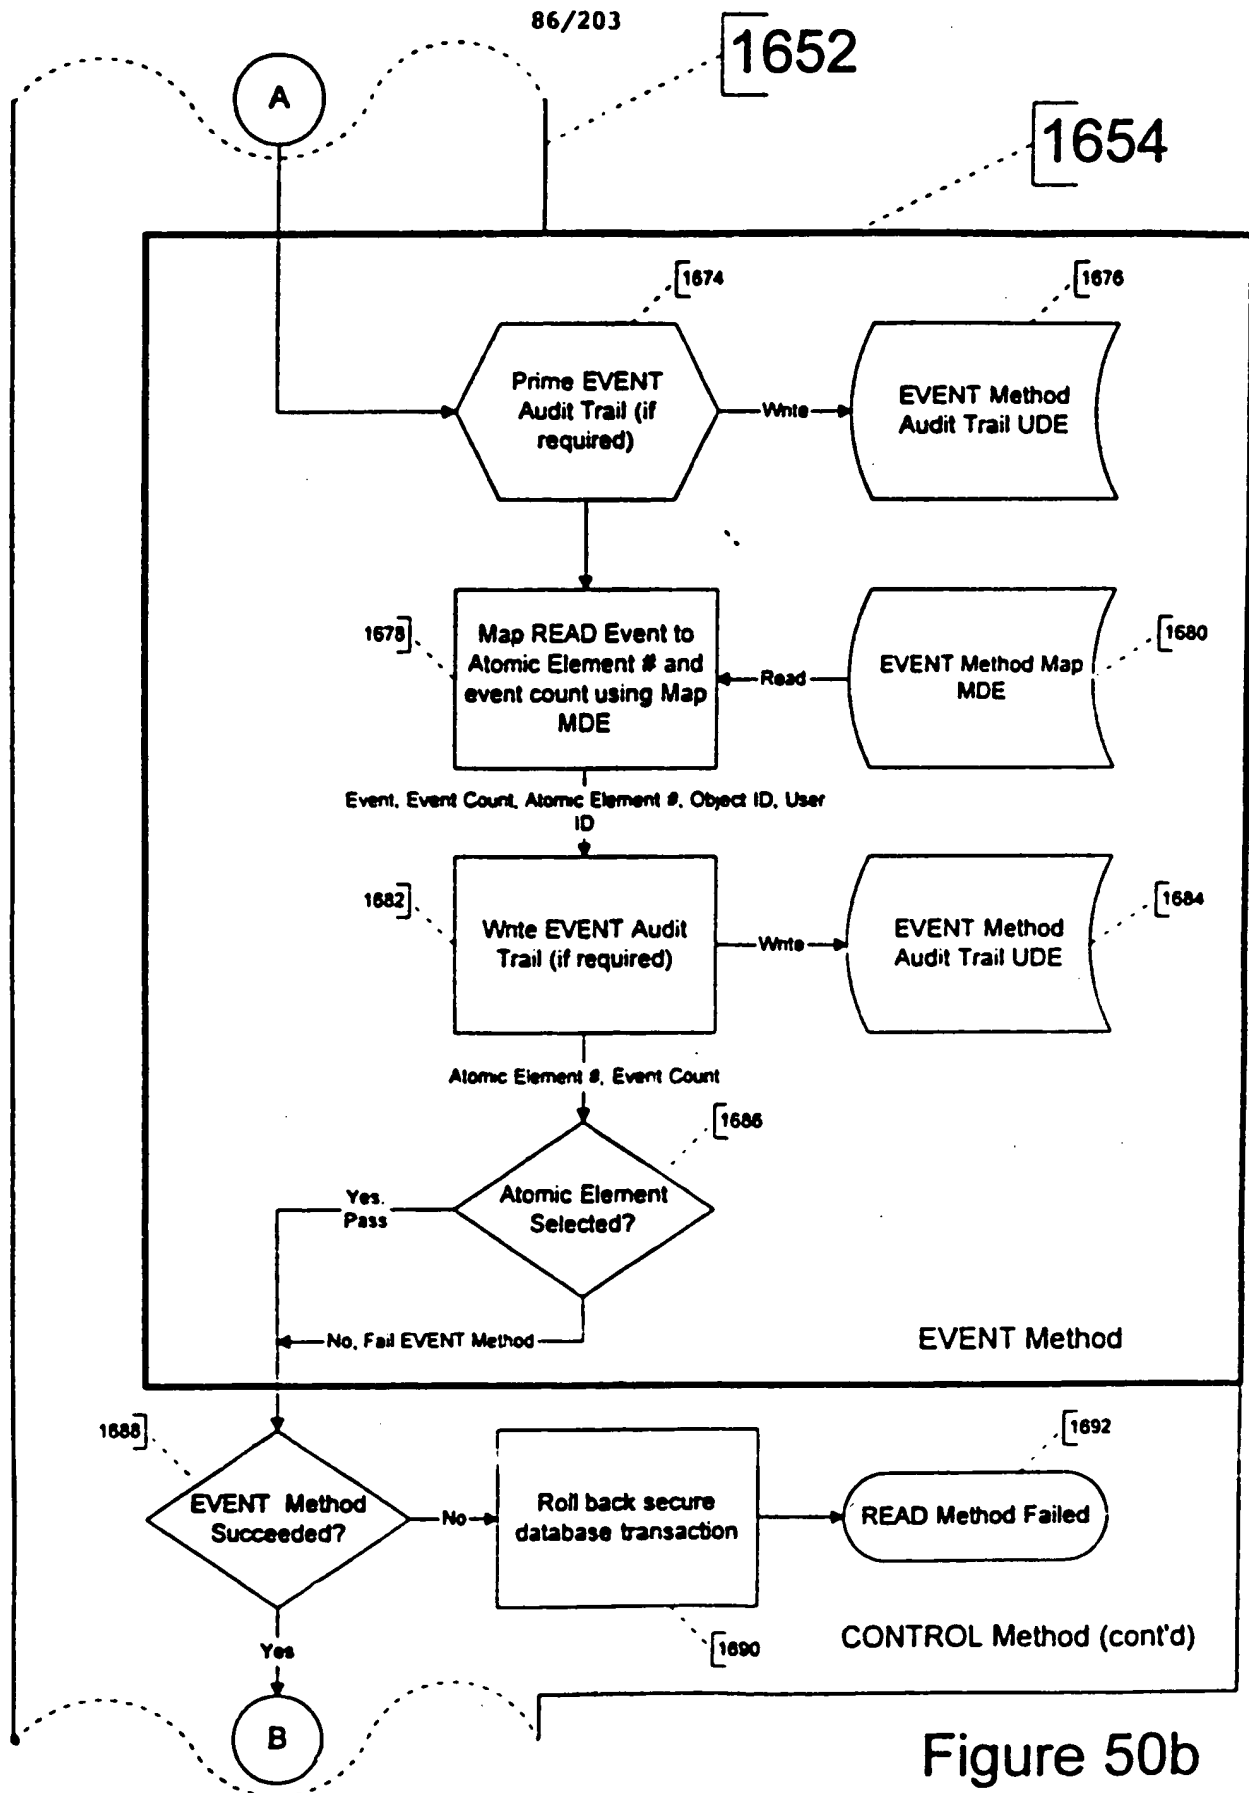 86/203
1652
A
1654
1674
1676
Prime EVENT
Audit Trail (if
required)
Write
EVENT Method
Audit Trail UDE
1678
Map READ Event to
Atomic Element # and
event count using Map
MDE
Read
EVENT Method Map
MDE
1680
Event, Event Count, Atomic Element #, Object ID, User
ID
1682
Write EVENT Audit
Trail (if required)
Write
EVENT Method
Audit Trail UDE
1684
Atomic Element #, Event Count
1686
Yes.
Pass
Atomic Element
Selected?
No, Fail EVENT Method
EVENT Method
1688
EVENT Method
Succeeded?
No
Roll back secure
database transaction
1692
READ Method Failed
1690
CONTROL Method (cont'd)
Yes
B
Figure 50b